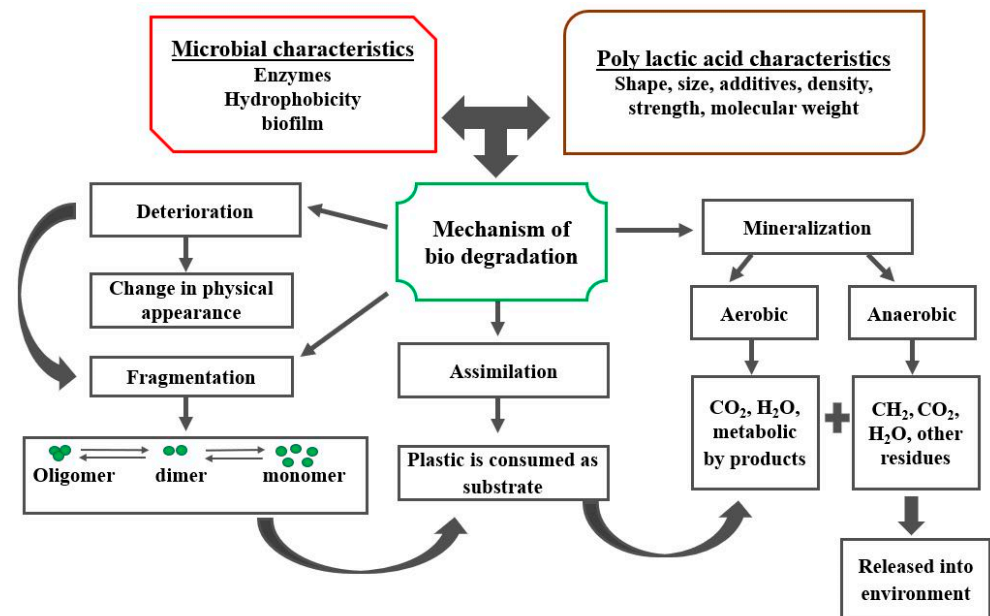 Microbial characteristics
Enzymes
Hydrophobicity
biofilm
Poly lactic acid characteristics
Shape, size, additives, density,
strength, molecular weight
Mechanism of
bio degradation
Deterioration
Change in physical
appearance
Fragmentation
Oligomer dimer monomer
Assimilation
Plastic is consumed as
substrate
Mineralization
Aerobic
Anaerobic
CO₂, H₂O,
metabolic
by products
CH₂, CO₂,
H₂O, other
residues
Released into
environment